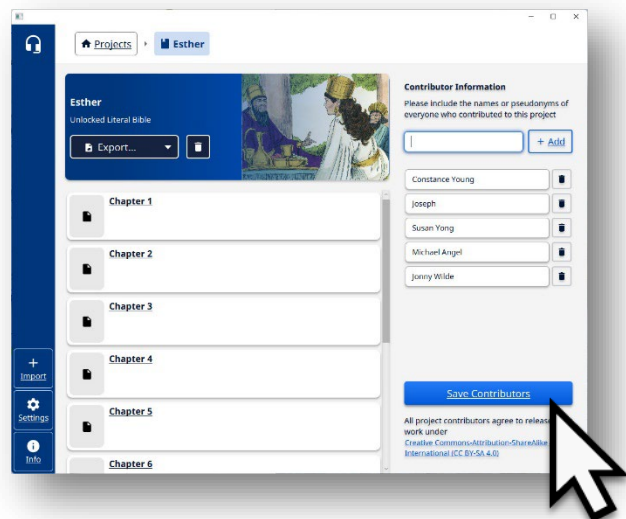 Projects
Esther
Esther
Unlocked Literal Bible
Export...
Chapter 1
Chapter 2
Chapter 3
Chapter 4
Chapter 5
Chapter 6
+
Import
Settings
Info
Contributor Information
Please include the names or pseudonyms of
everyone who contributed to this project
+ Add
Constance Young
Joseph
Susan Yong
Michael Angel
Jonny Wilde
Save Contributors
All project contributors agree to release
work under
Creative Commons-Attribution-ShareAlike
International (CC BY-SA 4.0)